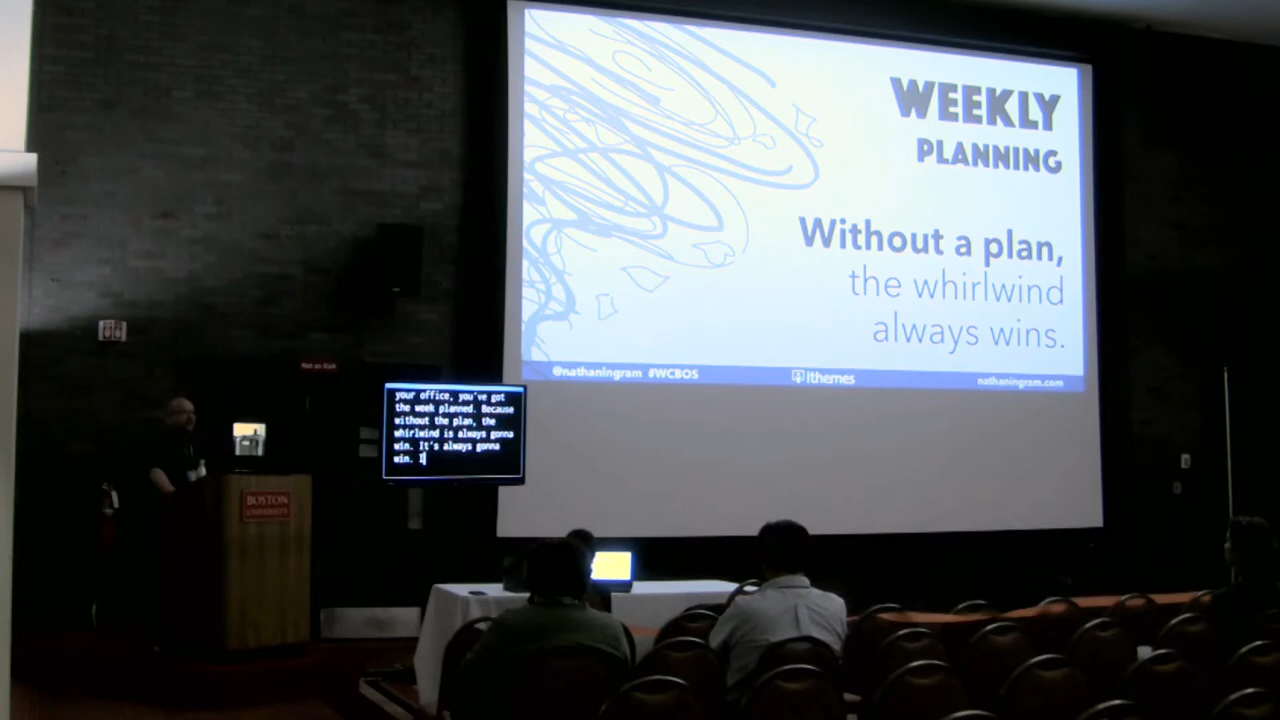 WEEKLY
PLANNING
Without a plan,
the whirlwind
always wins.
@nathaningram #WCBOS
ithemes
nathaningram.com
your office, you've got
the week planned. Because
without the plan, the
whirlwind is always gonna
win. It's always gonna
win. I
BOSTON
UNIVERSITY